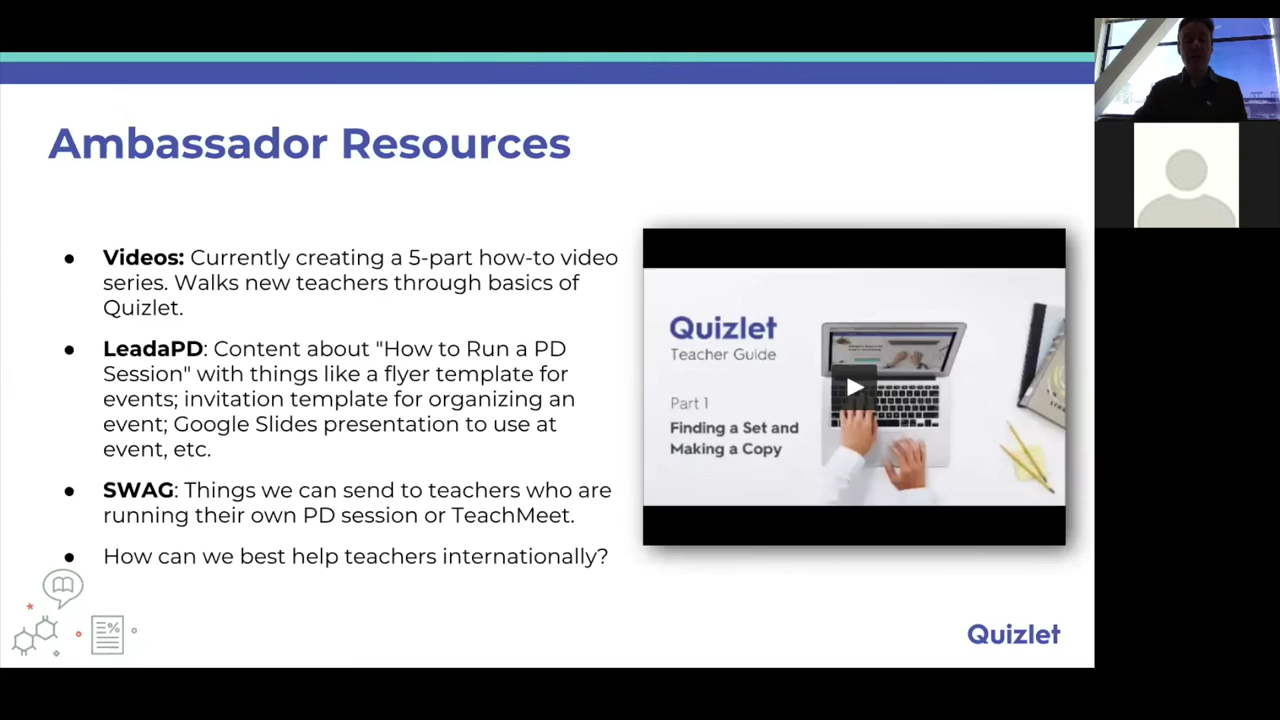 Ambassador Resources
● Videos: Currently creating a 5-part how-to video
series. Walks new teachers through basics of
Quizlet.
● LeadaPD: Content about "How to Run a PD
Session" with things like a flyer template for
events; invitation template for organizing an
event; Google Slides presentation to use at
event, etc.
● SWAG: Things we can send to teachers who are
running their own PD session or TeachMeet.
● How can we best help teachers internationally?
Quizlet
Teacher Guide
Part 1
Finding a Set and
Making a Copy
%
Quizlet